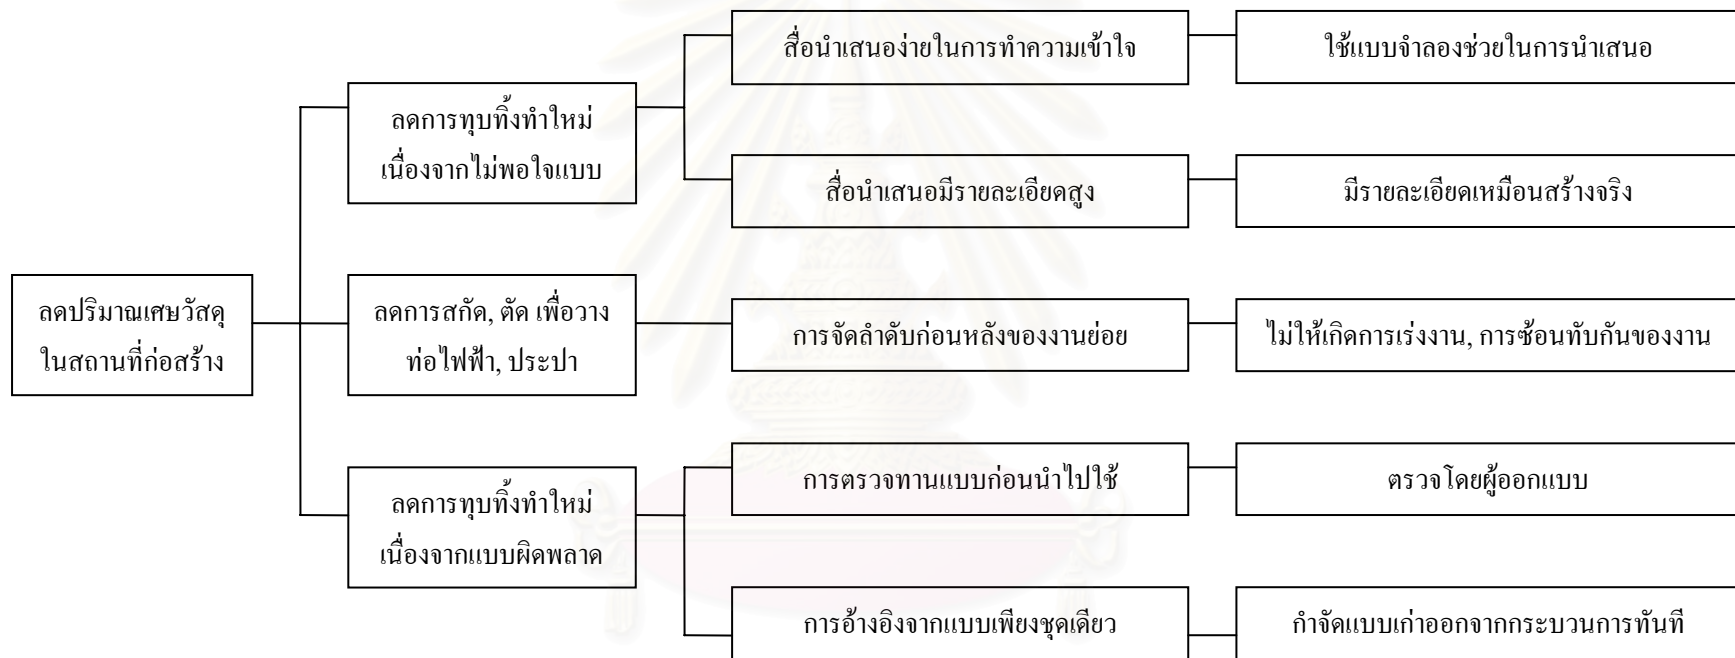 สื่อนำเสนอง่ายในการทำความเข้าใจ
ใช้แบบจำลองช่วยในการนำเสนอ
ลดการทุบทิ้งทำใหม่
เนื่องจากไม่พอใจแบบ
สื่อนำเสนอมีรายละเอียดสูง
มีรายละเอียดเหมือนสร้างจริง
ลดปริมาณเศษวัสดุ
ในสถานที่ก่อสร้าง
ลดการสกัด, ตัด เพื่อวาง
ท่อไฟฟ้า, ประปา
การจัดลำดับก่อนหลังของงานย่อย
ไม่ให้เกิดการเร่งงาน, การซ้อนทับกันของงาน
ลดการทุบทิ้งทำใหม่
เนื่องจากแบบผิดพลาด
การตรวจทานแบบก่อนนำไปใช้
ตรวจโดยผู้ออกแบบ
การอ้างอิงจากแบบเพียงชุดเดียว
กำจัดแบบเก่าออกจากกระบวนการทันที